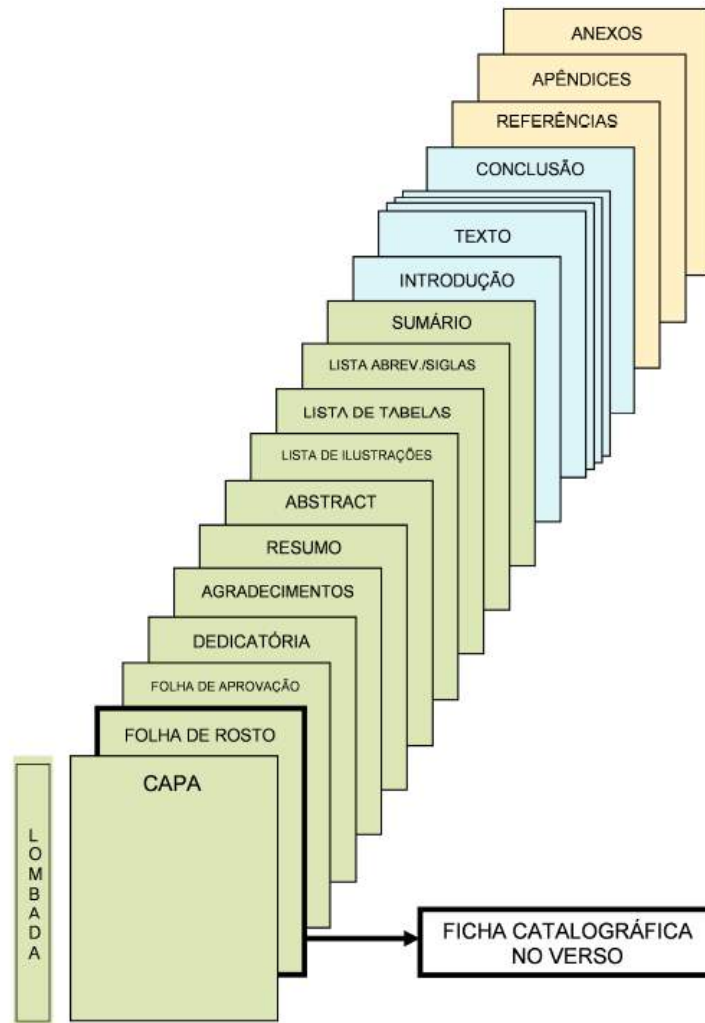 ANEXOS
APÊNDICES
REFERÊNCIAS
CONCLUSÃO
TEXTO
INTRODUÇÃO
SUMÁRIO
LISTA ABREV./SIGLAS
LISTA DE TABELAS
LISTA DE ILUSTRAÇÕES
ABSTRACT
RESUMO
AGRADECIMENTOS
DEDICATÓRIA
FOLHA DE APROVAÇÃO
FOLHA DE ROSTO
CAPA
LOMBADA
FICHA CATALOGRÁFICA
NO VERSO